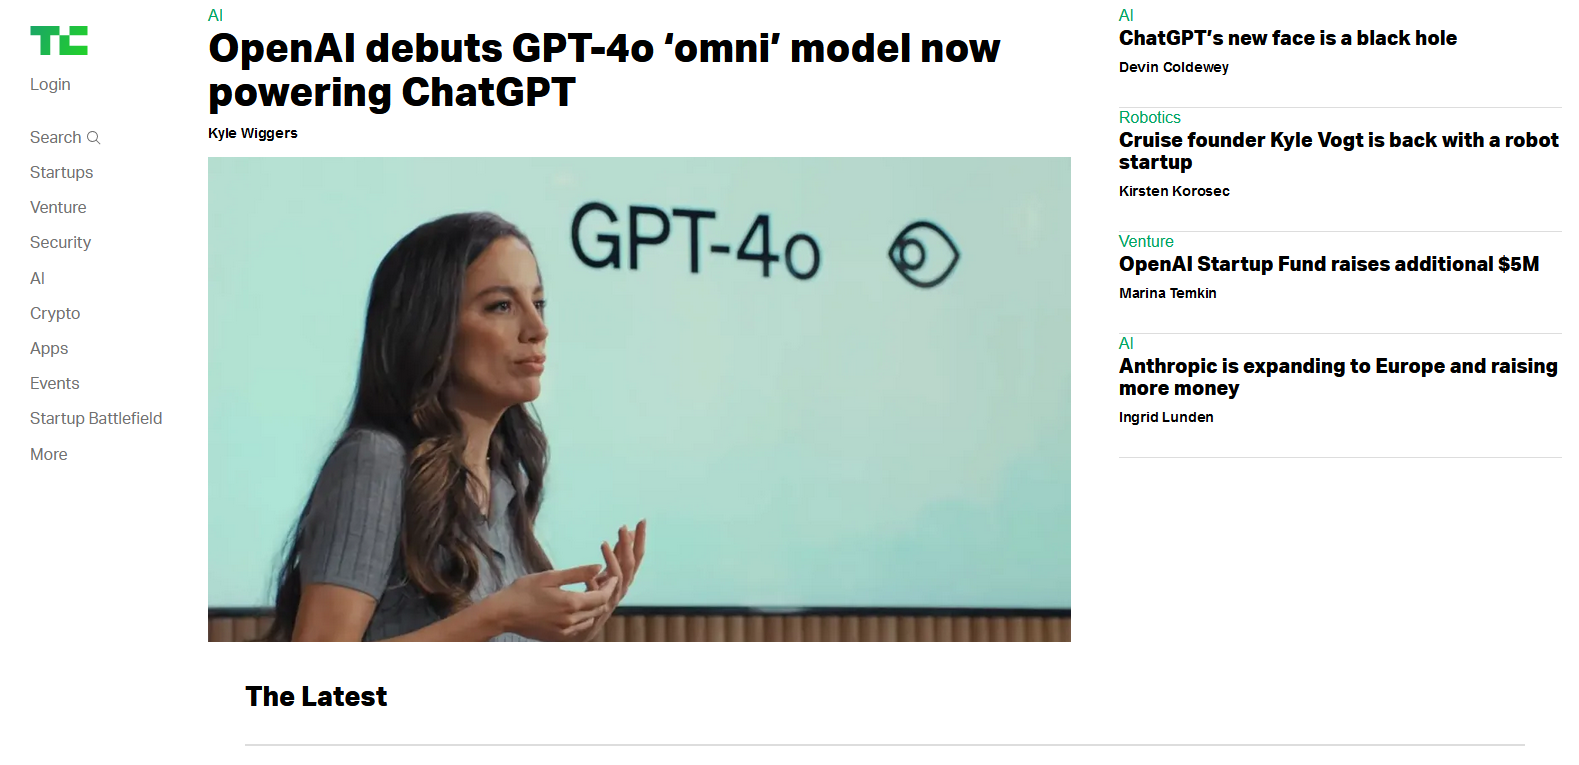 TC
Login
Search
Startups
Venture
Security
AI
Crypto
Apps
Events
Startup Battlefield
More
AI
OpenAI debuts GPT-4o ‘omni’ model now
powering ChatGPT
Kyle Wiggers
GPT-4o
The Latest
AI
ChatGPT’s new face is a black hole
Devin Coldewey
Robotics
Cruise founder Kyle Vogt is back with a robot
startup
Kirsten Korosec
Venture
OpenAI Startup Fund raises additional $5M
Marina Temkin
AI
Anthropic is expanding to Europe and raising
more money
Ingrid Lunden